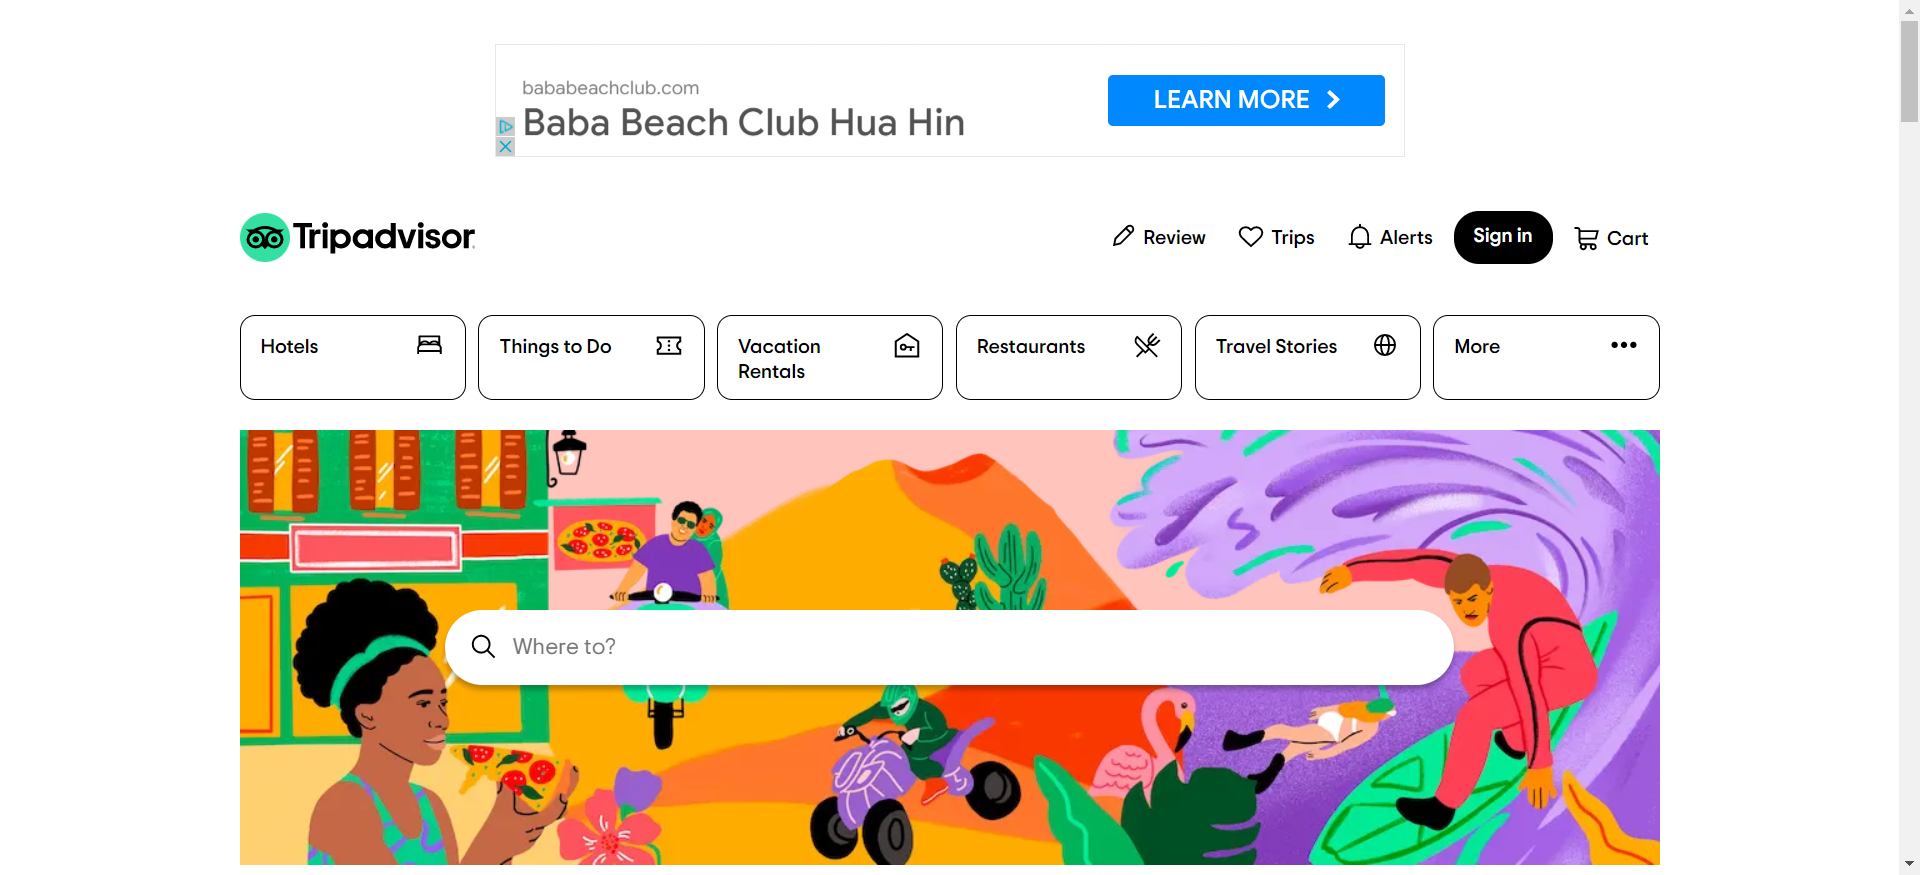 bababeachclub.com
Baba Beach Club Hua Hin
LEARN MORE
Tripadvisor
Review
Trips
Alerts
Sign in
Cart
Hotels
Things to Do
Vacation
Rentals
Restaurants
Travel Stories
More
Where to?